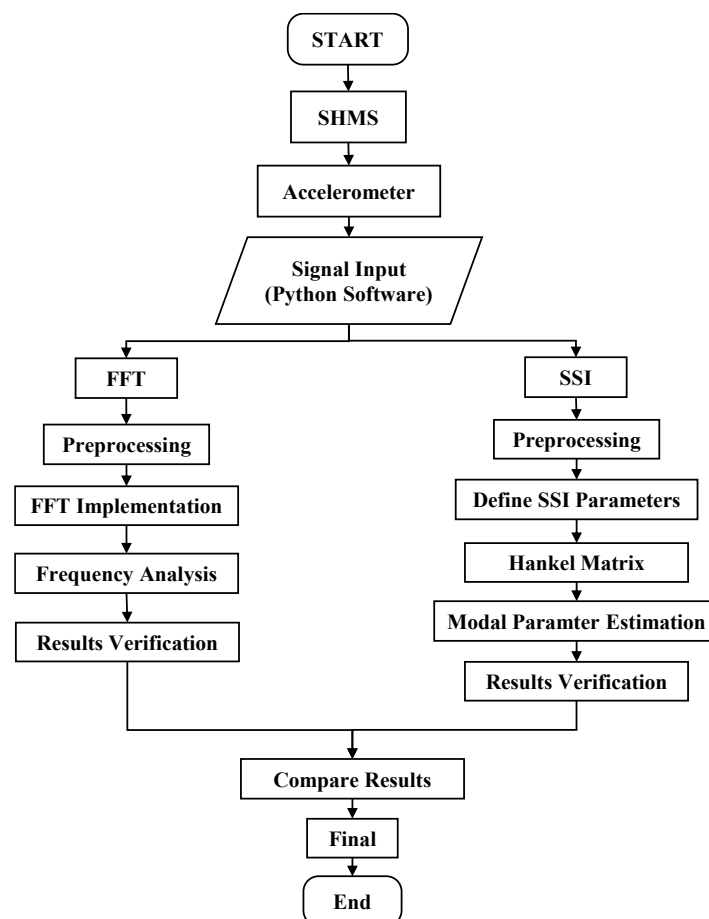 START
SHMS
Accelerometer
Signal Input
(Python Software)
FFT
Preprocessing
FFT Implementation
Frequency Analysis
Results Verification
SSI
Preprocessing
Define SSI Parameters
Hankel Matrix
Modal Paramter Estimation
Results Verification
Compare Results
Final
End